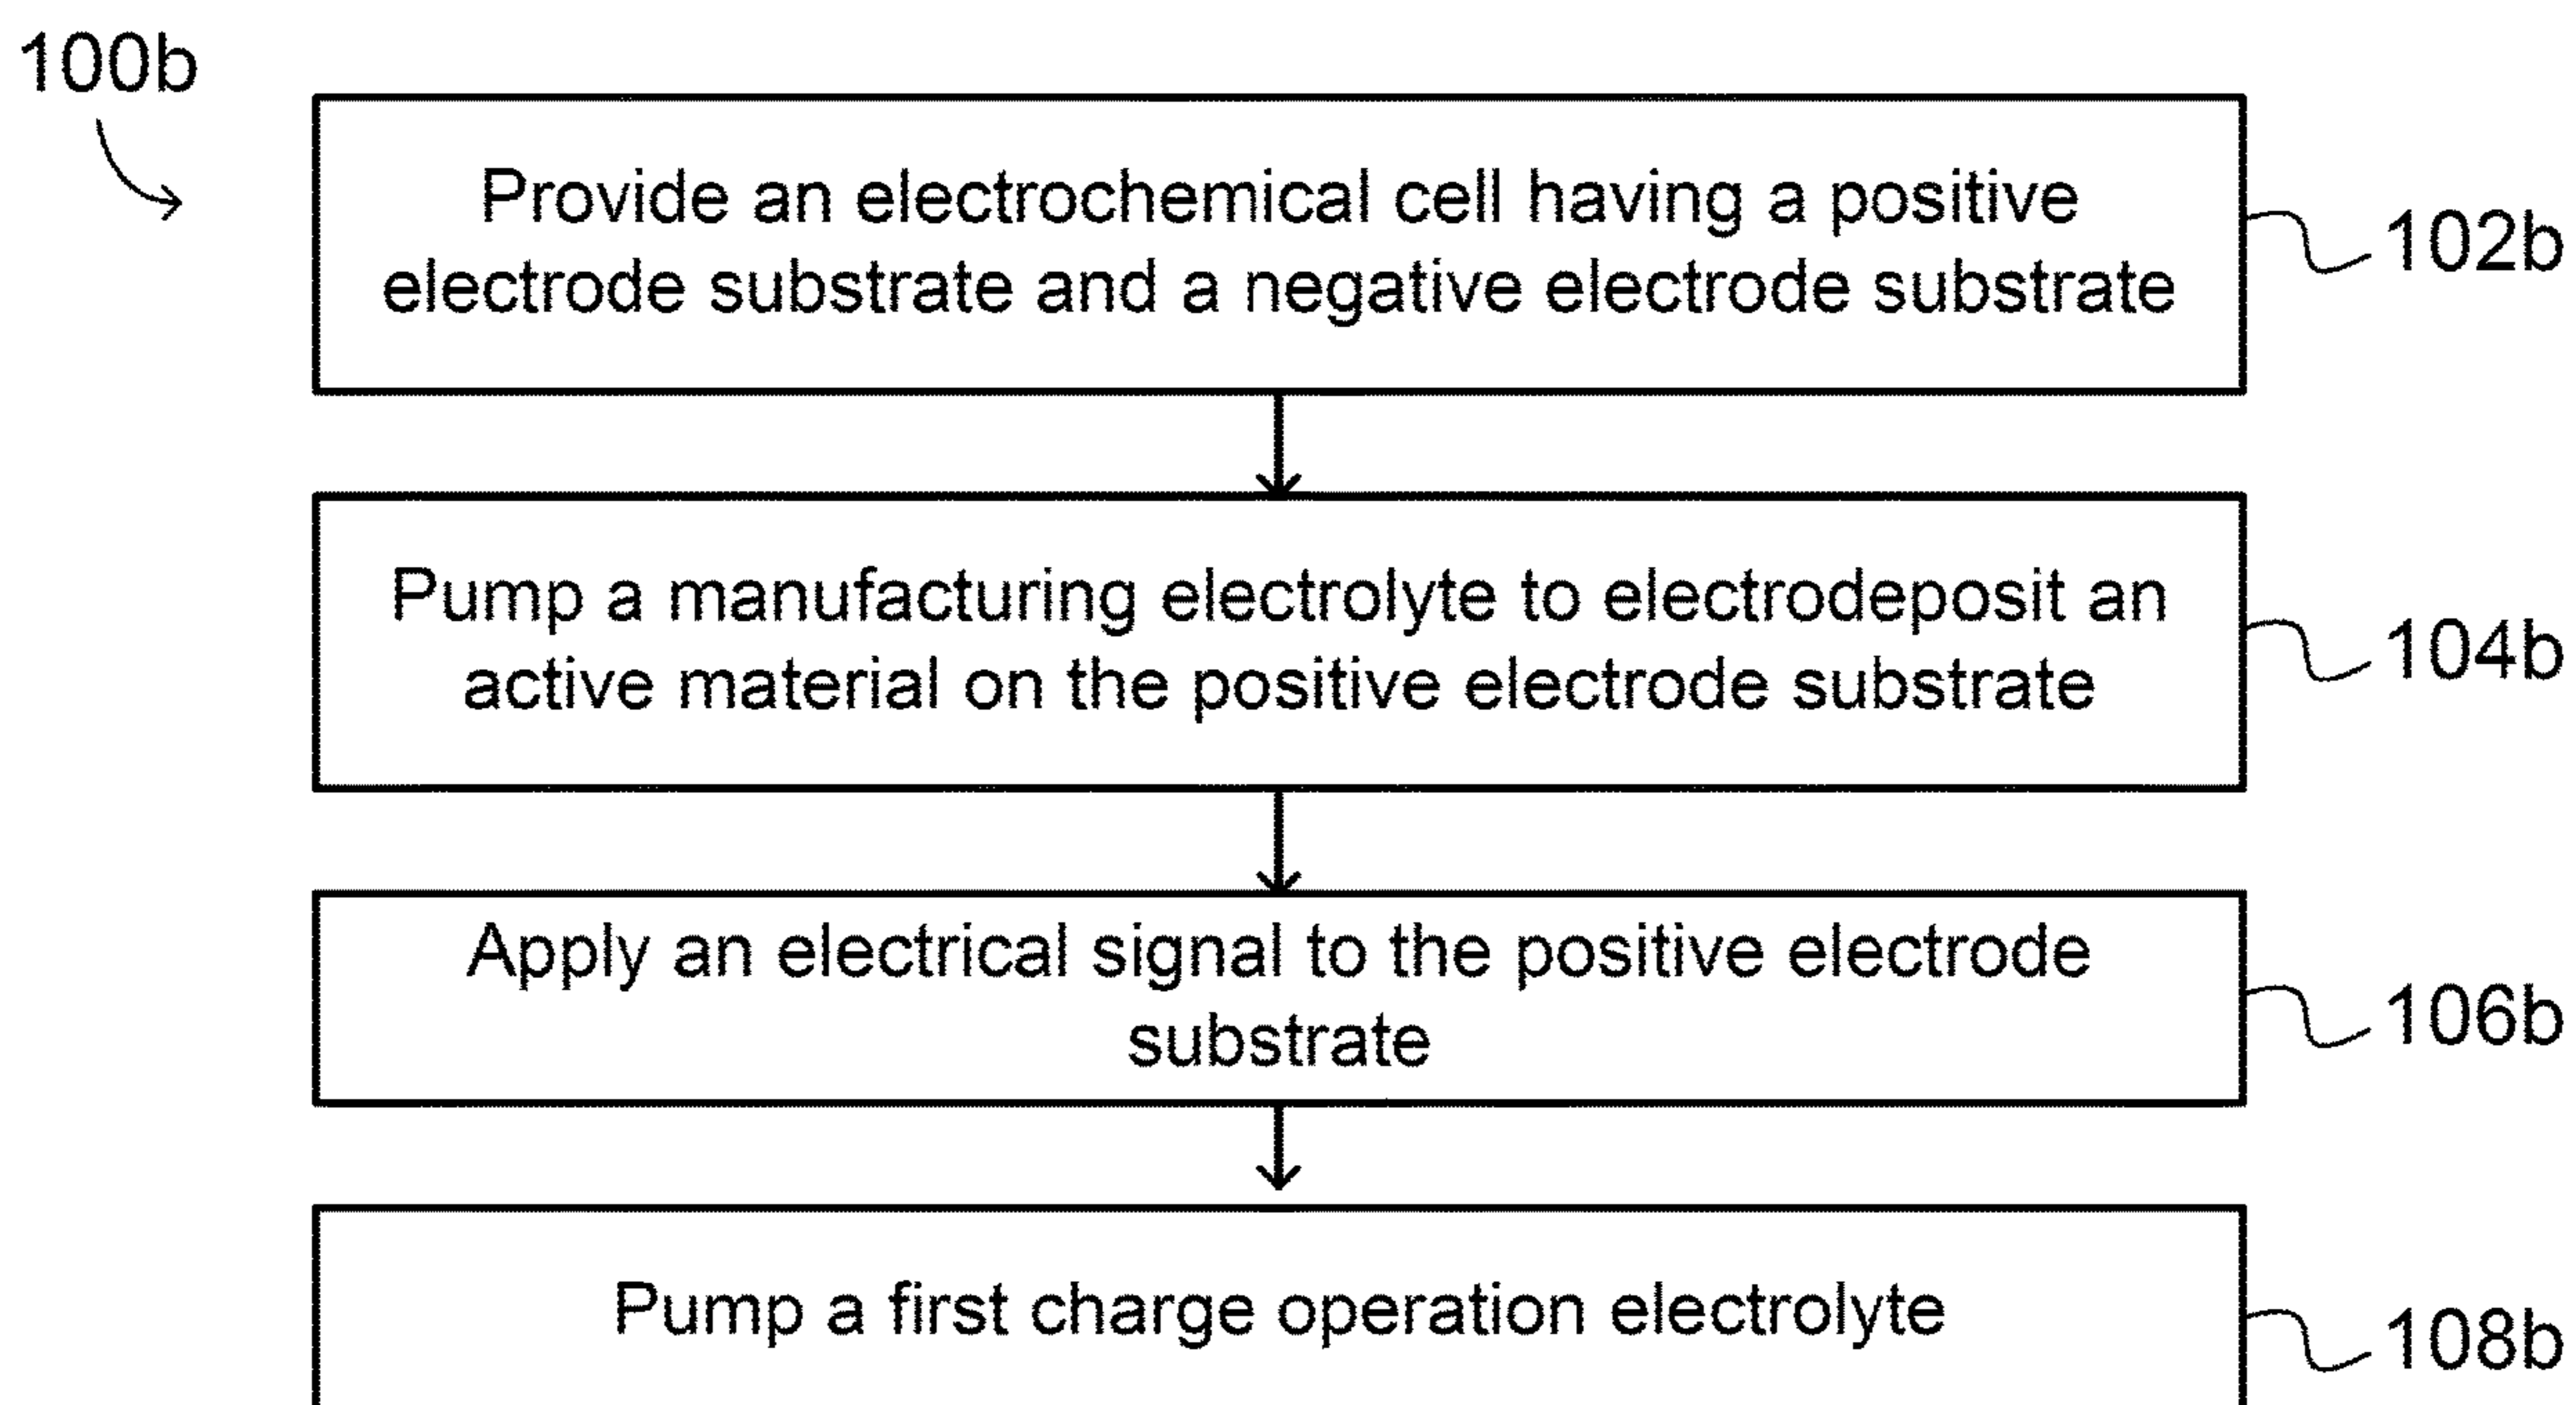 100b
Provide an electrochemical cell having a positive
electrode substrate and a negative electrode substrate
102b
Pump a manufacturing electrolyte to electrodeposit an
active material on the positive electrode substrate
104b
Apply an electrical signal to the positive electrode
substrate
106b
Pump a first charge operation electrolyte
108b